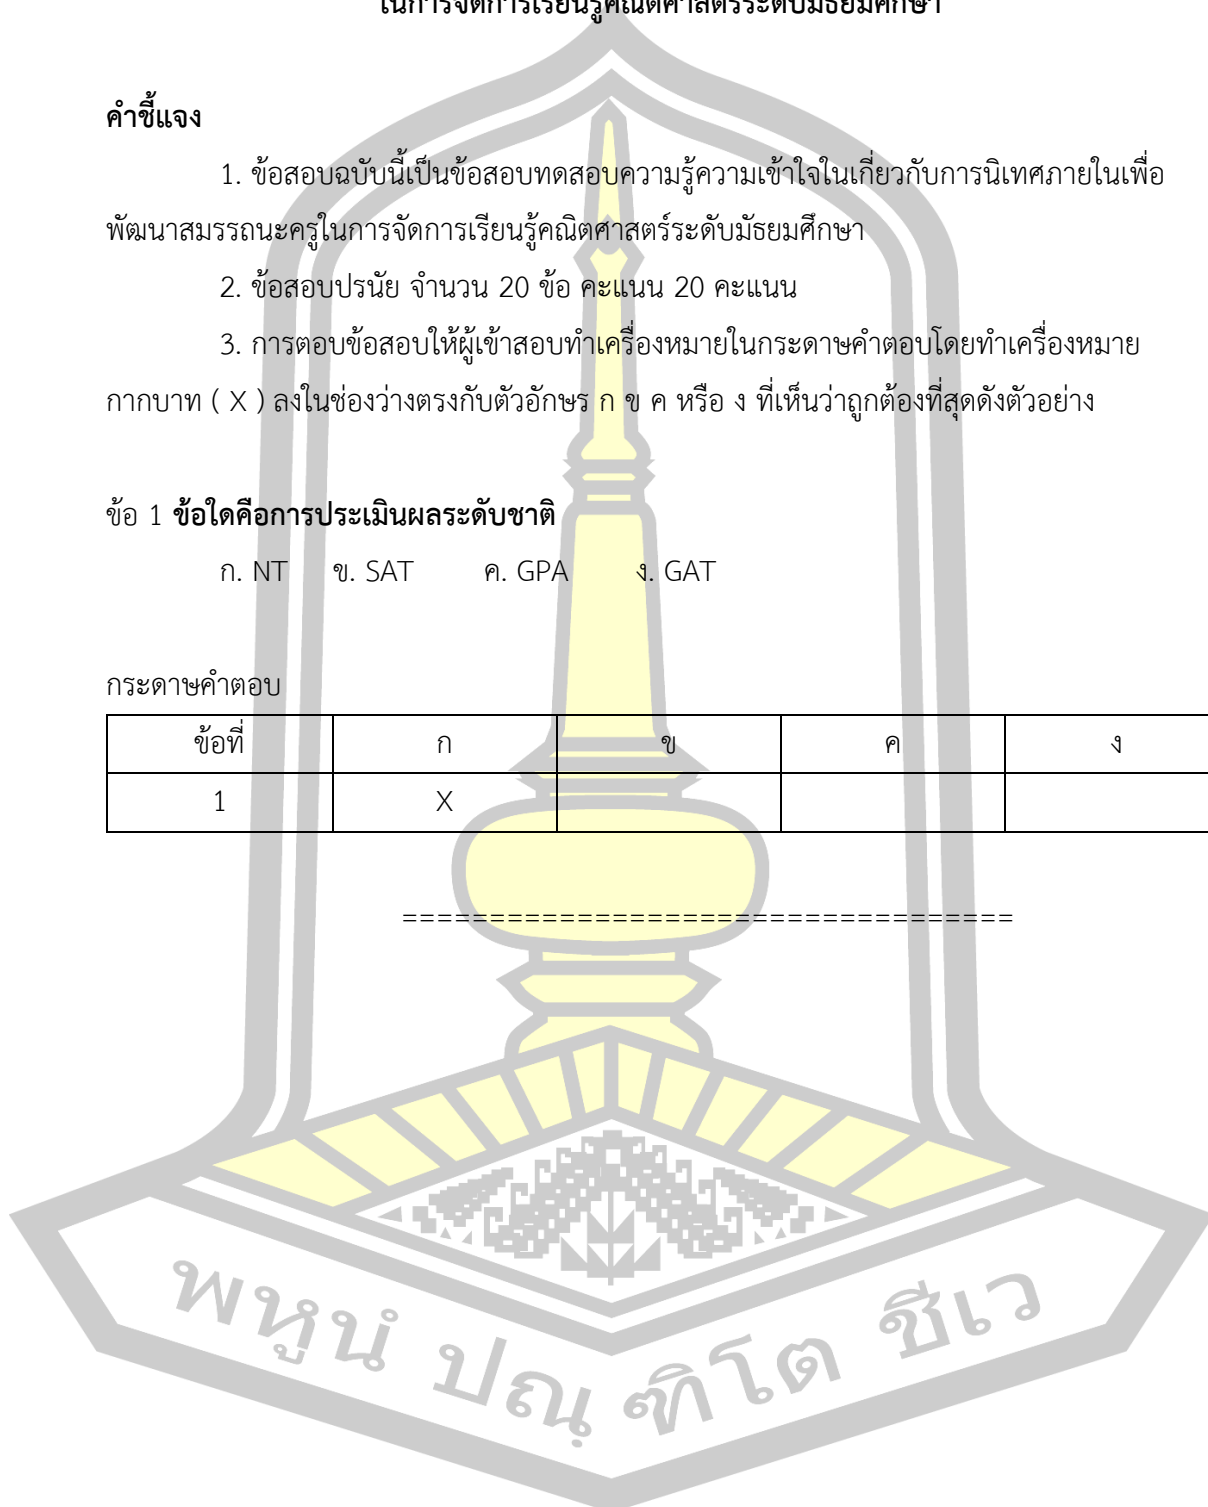 ในการจัดการเรียนรู้คณิตศาสตร์ระดับมัธยมศึกษา
คำชี้แจง
1. ข้อสอบฉบับนี้เป็นข้อสอบทดสอบความรู้ความเข้าใจในเกี่ยวกับการนิเทศภายในเพื่อ
พัฒนาสมรรถนะครูในการจัดการเรียนรู้คณิตศาสตร์ระดับมัธยมศึกษา
2. ข้อสอบปรนัย จำนวน 20 ข้อ คะแนน 20 คะแนน
3. การตอบข้อสอบให้ผู้เข้าสอบทำเครื่องหมายในกระดาษคำตอบโดยทำเครื่องหมาย
กากบาท ( X ) ลงในช่องว่างตรงกับตัวอักษร ก ข ค หรือ ง ที่เห็นว่าถูกต้องที่สุดดังตัวอย่าง
ข้อ 1 ข้อใดคือการประเมินผลระดับชาติ
ก. NT ข. SAT ค. GPA ง. GAT
กระดาษคำตอบ
ข้อที่ ก ข ค ง
1 X
===================================
พหูนํ ปณฺฑิโต ชีเว